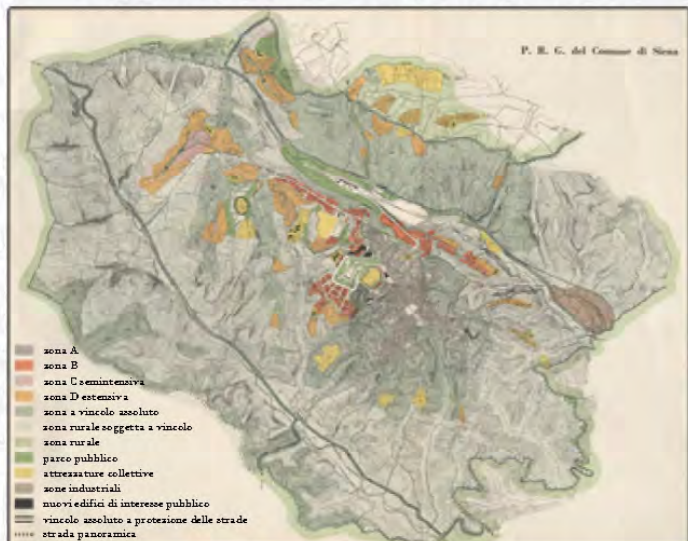 P. R. G. del Comune di Siena
zona A
zona B
zona C semintensiva
zona D estensiva
zona a vincolo assoluto
zona rurale soggetta a vincolo
zona rurale
parco pubblico
attrezzature collettive
zone industriali
nuovi edifici di interesse pubblico
vincolo assoluto a protezione delle strade
strada panoramica